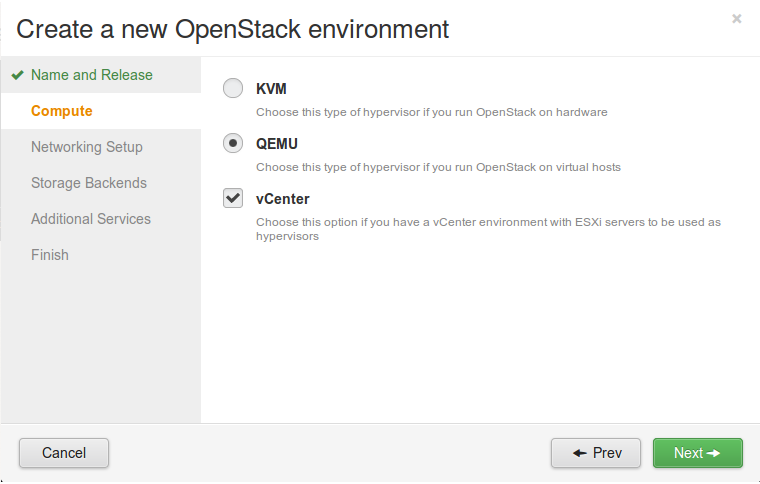 Create a new OpenStack environment
Name and Release
Compute
Networking Setup
Storage Backends
Additional Services
Finish
KVM
Choose this type of hypervisor if you run OpenStack on hardware
QEMU
Choose this type of hypervisor if you run OpenStack on virtual hosts
vCenter
Choose this option if you have a vCenter environment with ESXi servers to be used as
hypervisors
Cancel
Prev
Next